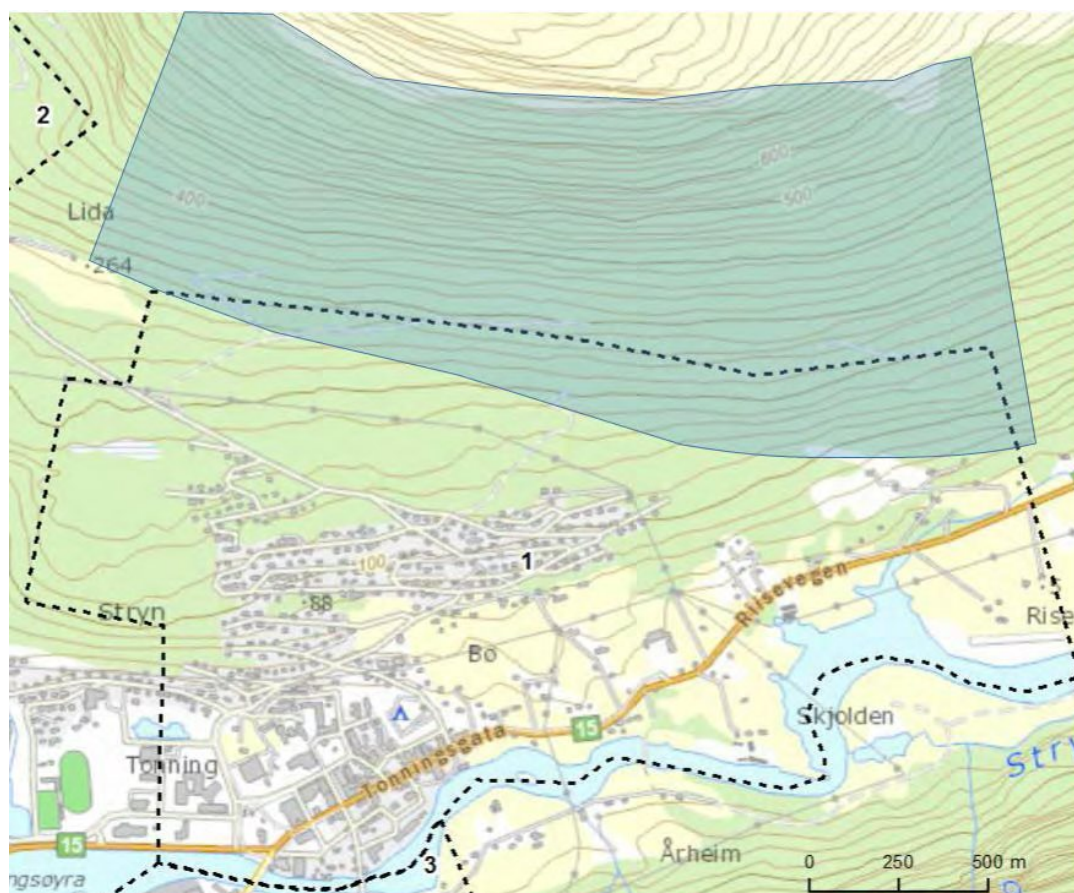 2
600
400
500
Lida
264
1
100
88
Stryn
Rilsevegen
Rise
Bo
15
Skjolden
Tonning
Tonningsgata
Stry
15
Årheim
3
0 250 500 m
ngsøyra